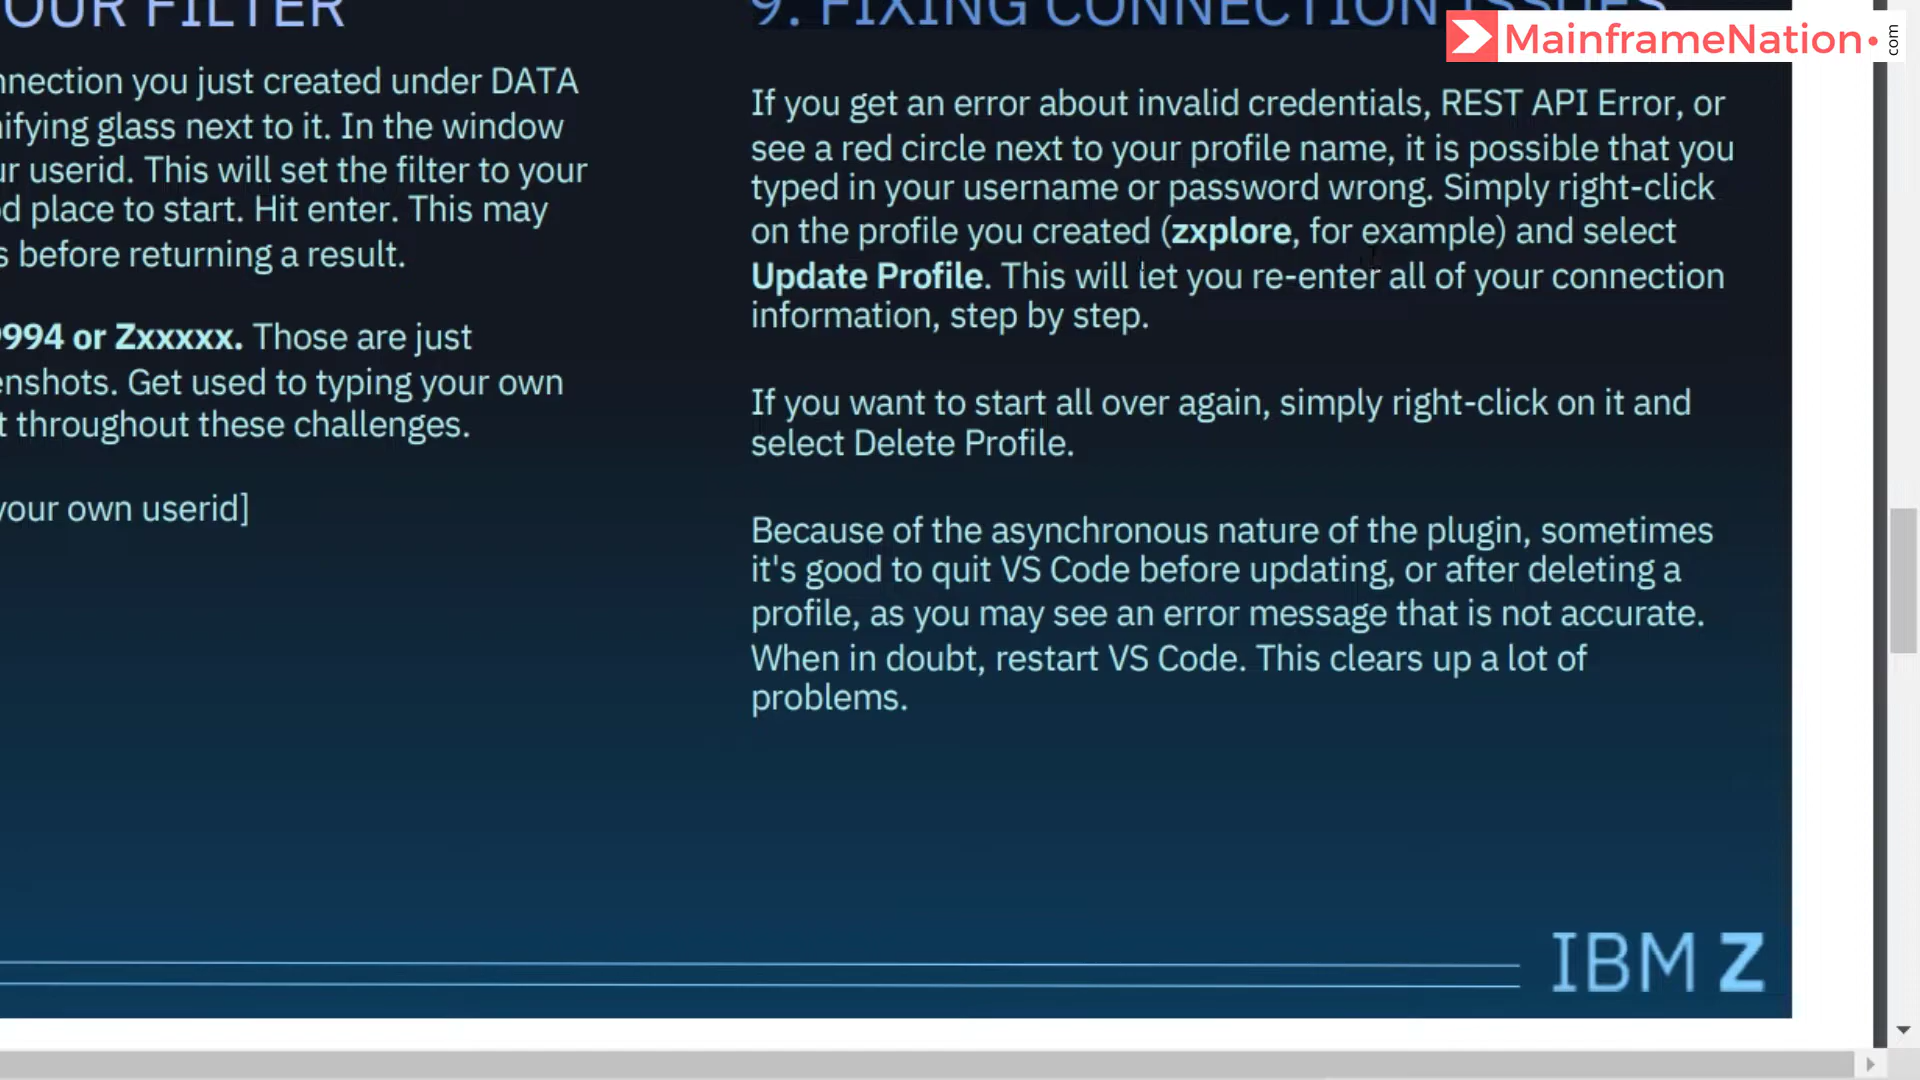 OUR FILTER
nnection you just created under DATA
nifying glass next to it. In the window
ur userid. This will set the filter to your
d place to start. Hit enter. This may
s before returning a result.
9994 or Zxxxxx. Those are just
enshots. Get used to typing your own
t throughout these challenges.
your own userid]
9. FIXING CONNECTION ISSUES
If you get an error about invalid credentials, REST API Error, or
see a red circle next to your profile name, it is possible that you
typed in your username or password wrong. Simply right-click
on the profile you created (zxplore, for example) and select
Update Profile. This will let you re-enter all of your connection
information, step by step.
If you want to start all over again, simply right-click on it and
select Delete Profile.
Because of the asynchronous nature of the plugin, sometimes
it's good to quit VS Code before updating, or after deleting a
profile, as you may see an error message that is not accurate.
When in doubt, restart VS Code. This clears up a lot of
problems.
MainframeNation.com
IBM Z